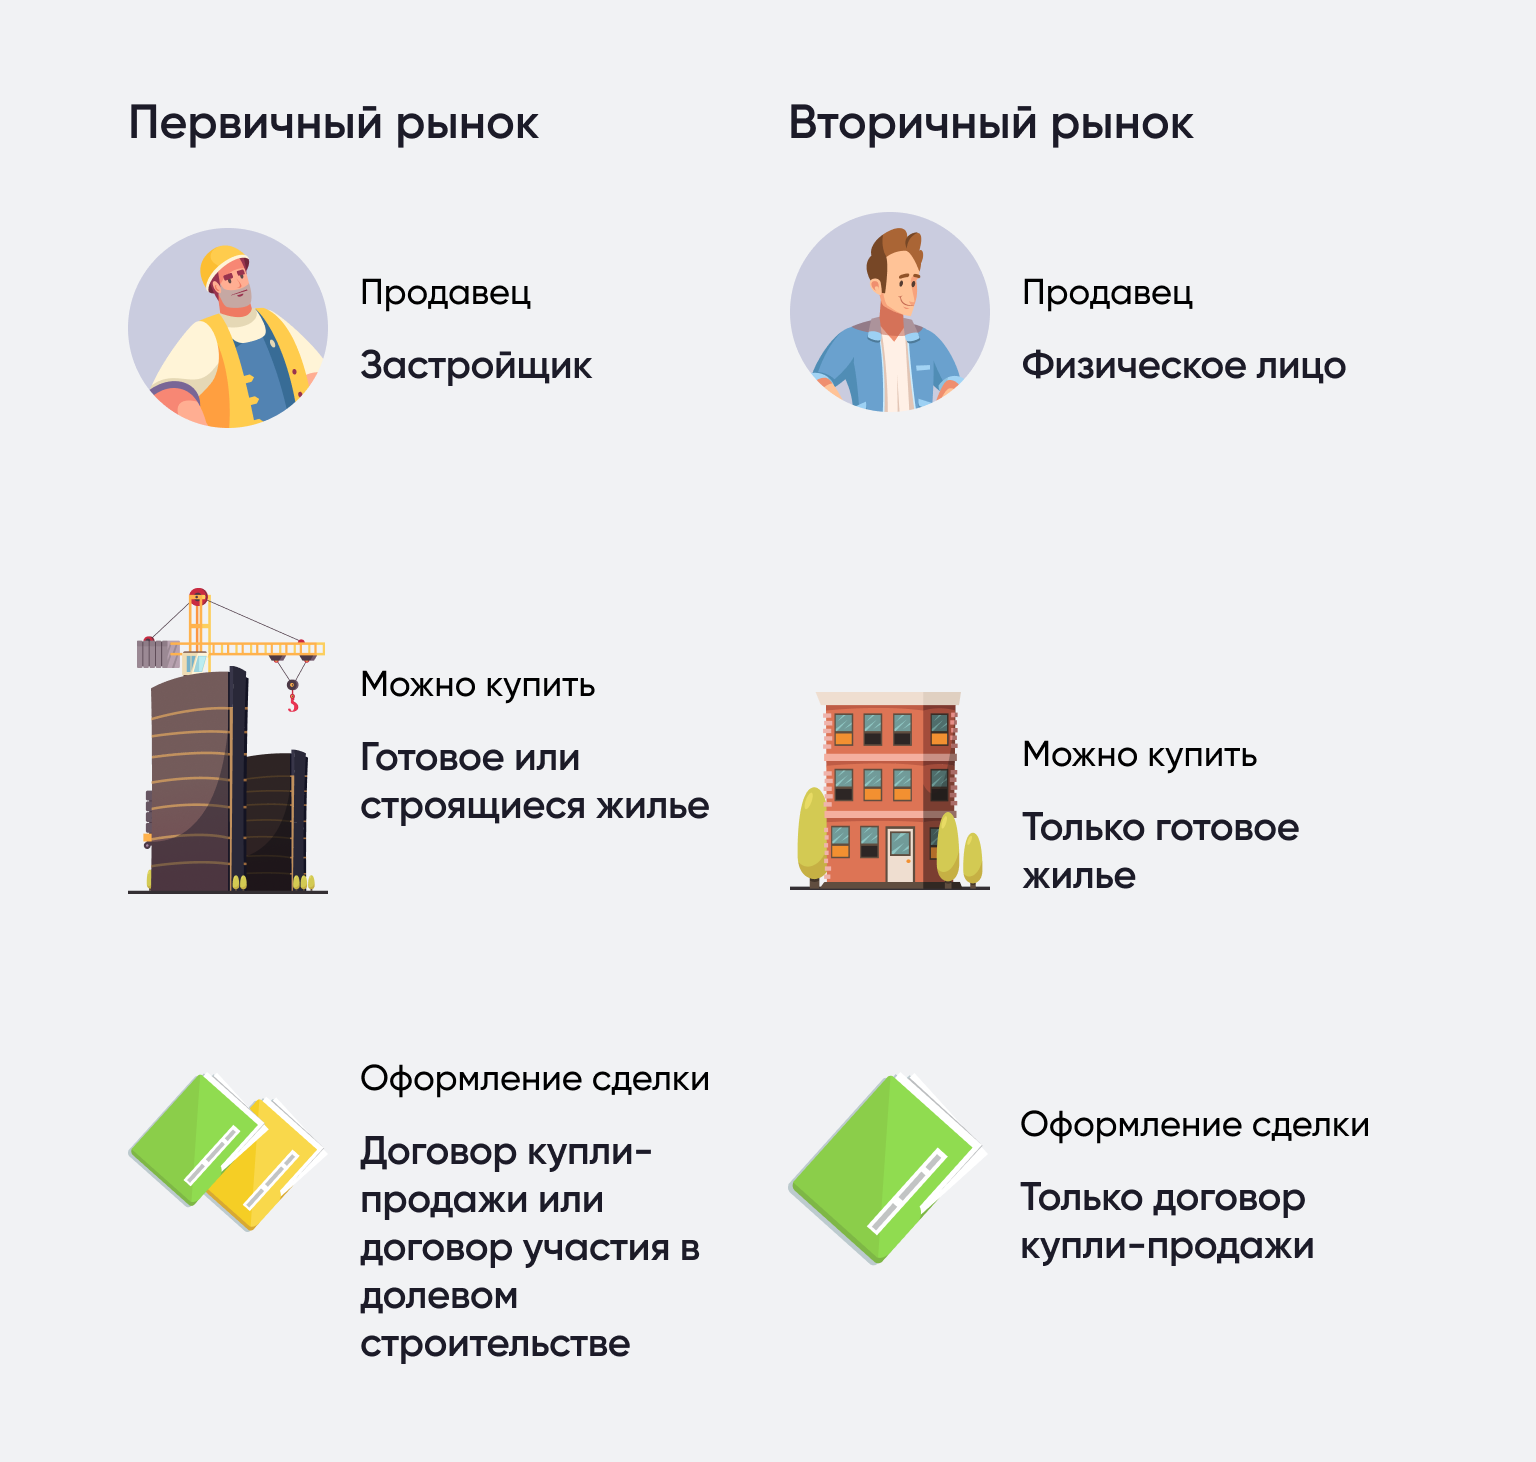 Первичный рынок
Продавец
Застройщик
Можно купить
Готовое или
строящиеся жилье
Оформление сделки
Договор купли-
продажи или
договор участия в
долевом
строительстве
Вторичный рынок
Продавец
Физическое лицо
Можно купить
Только готовое
жилье
Оформление сделки
Только договор
купли-продажи